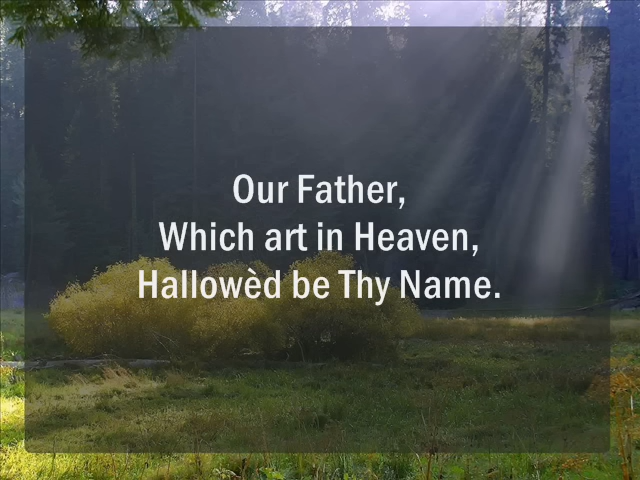 Our Father,
Which art in Heaven,
Hallowèd be Thy Name.